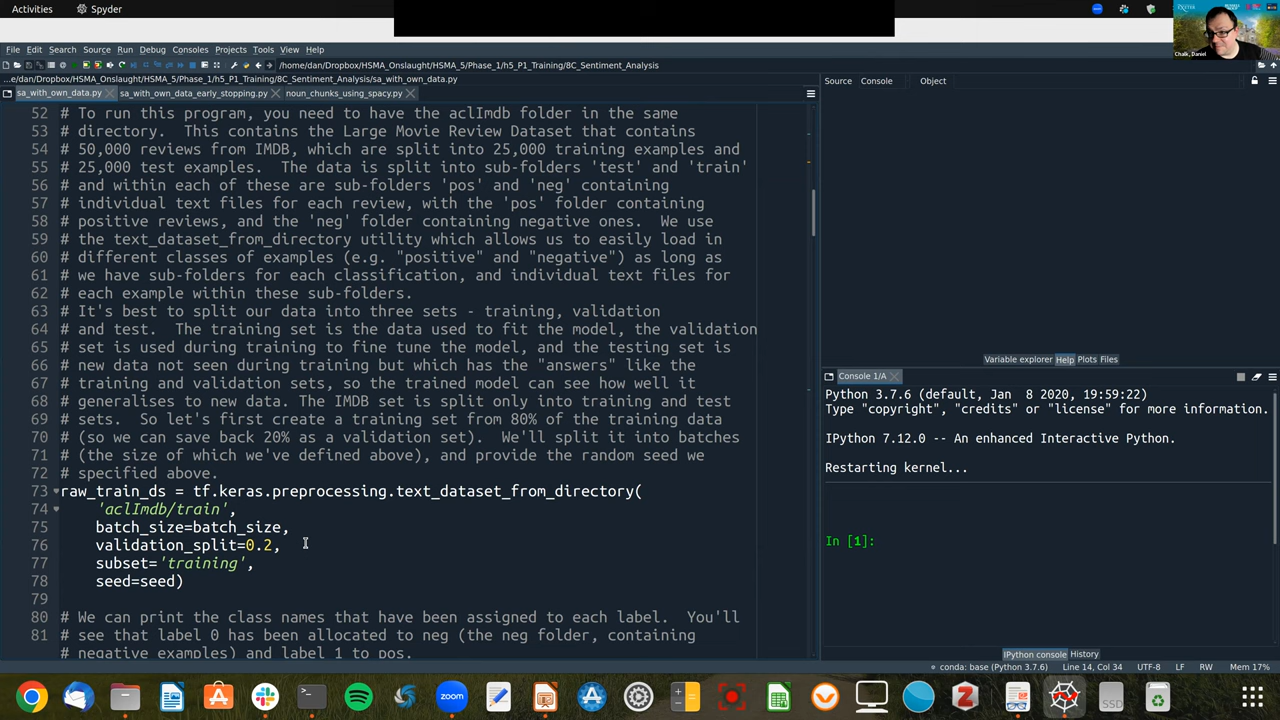 Activities
Spyder
File Edit Search Source Run Debug Consoles Projects Tools View Help
/home/dan/Dropbox/HSMA_Onslaught/HSMA_5/Phase_1/h5_P1_Training/8C_Sentiment_Analysis
…e/dan/Dropbox/HSMA_Onslaught/HSMA_5/Phase_1/h5_P1_Training/8C_Sentiment_Analysis/sa_with_own_data.py
sa_with_own_data.py sa_with_own_data_early_stopping.py noun_chunks_using_spacy.py
52 # To run this program, you need to have the aclImdb folder in the same
53 # directory.  This contains the Large Movie Review Dataset that contains
54 # 50,000 reviews from IMDB, which are split into 25,000 training examples and
55 # 25,000 test examples.  The data is split into sub-folders 'test' and 'train'
56 # and within each of these are sub-folders 'pos' and 'neg' containing
57 # individual text files for each review, with the 'pos' folder containing
58 # positive reviews, and the 'neg' folder containing negative ones.  We use
59 # the text_dataset_from_directory utility which allows us to easily load in
60 # different classes of examples (e.g. "positive" and "negative") as long as
61 # we have sub-folders for each classification, and individual text files for
62 # each example within these sub-folders.
63 # It's best to split our data into three sets - training, validation
64 # and test.  The training set is the data used to fit the model, the validation
65 # set is used during training to fine tune the model, and the testing set is
66 # new data not seen during training but which has the "answers" like the
67 # training and validation sets, so the trained model can see how well it
68 # generalises to new data. The IMDB set is split only into training and test
69 # sets.  So let's first create a training set from 80% of the training data
70 # (so we can save back 20% as a validation set).  We'll split it into batches
71 # (the size of which we've defined above), and provide the random seed we
72 # specified above.
73 raw_train_ds = tf.keras.preprocessing.text_dataset_from_directory(
74     'aclImdb/train',
75     batch_size=batch_size,
76     validation_split=0.2,
77     subset='training',
78     seed=seed)
79
80 # We can print the class names that have been assigned to each label.  You'll
81 # see that label 0 has been allocated to neg (the neg folder, containing
# negative examples) and label 1 to pos.
Chalk, Daniel
Source Console Object
Variable explorer Help Plots Files
Console 1/A
Python 3.7.6 (default, Jan  8 2020, 19:59:22)
Type "copyright", "credits" or "license" for more information.
IPython 7.12.0 -- An enhanced Interactive Python.
Restarting kernel...
In [1]:
IPython console History
conda: base (Python 3.7.6) Line 14, Col 34 UTF-8 LF RW Mem 17%
zoom
SSD